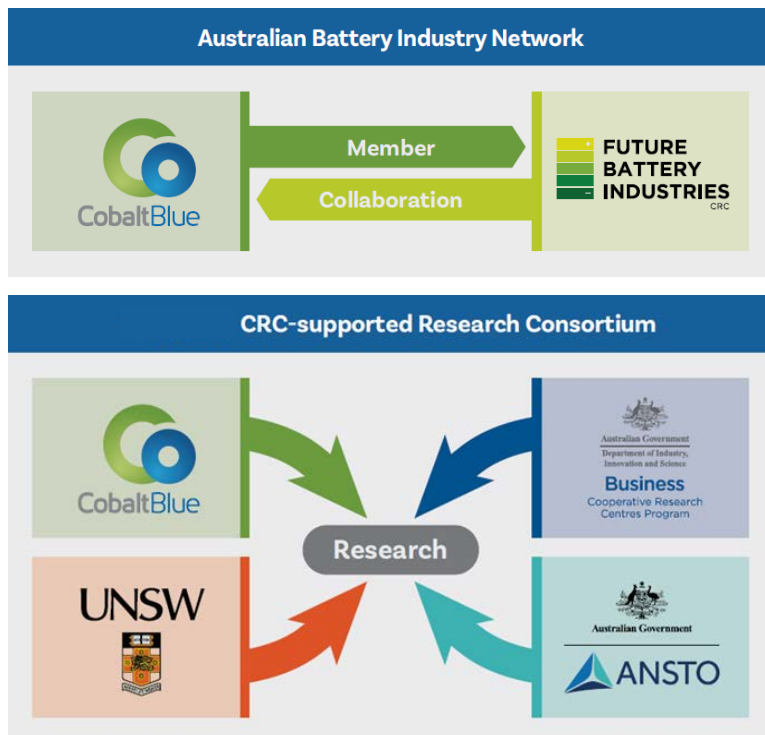 Australian Battery Industry Network
CobaltBlue
Member
Collaboration
FUTURE
BATTERY
INDUSTRIES
CRC
CRC-supported Research Consortium
CobaltBlue
Australian Government
Department of Industry,
Innovation and Science
Business
Cooperative Research
Centres Program
Research
UNSW
Australian Government
ANSTO